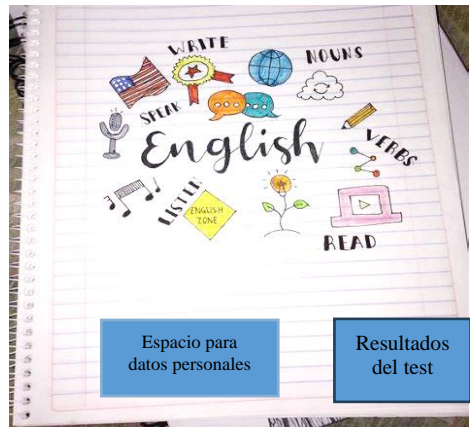 WRITE
NOUNS
SPEAK
English
VERBS
LISTEN
ENGLISH
ZONE
READ
Espacio para
datos personales
Resultados
del test